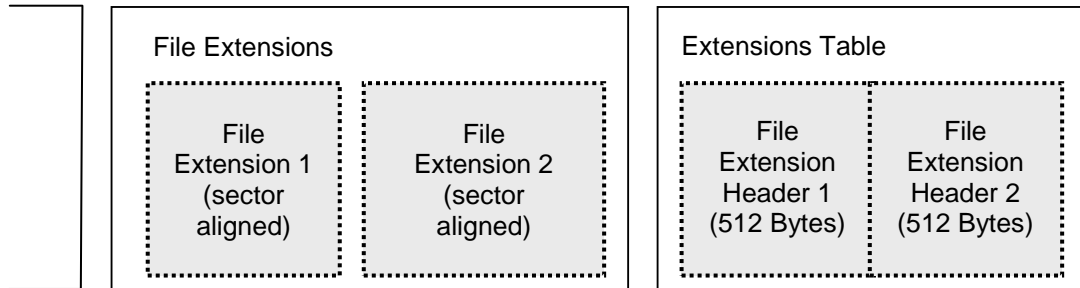 File Extensions
File
Extension 1
(sector
aligned)
File
Extension 2
(sector
aligned)
Extensions Table
File
Extension
Header 1
(512 Bytes)
File
Extension
Header 2
(512 Bytes)